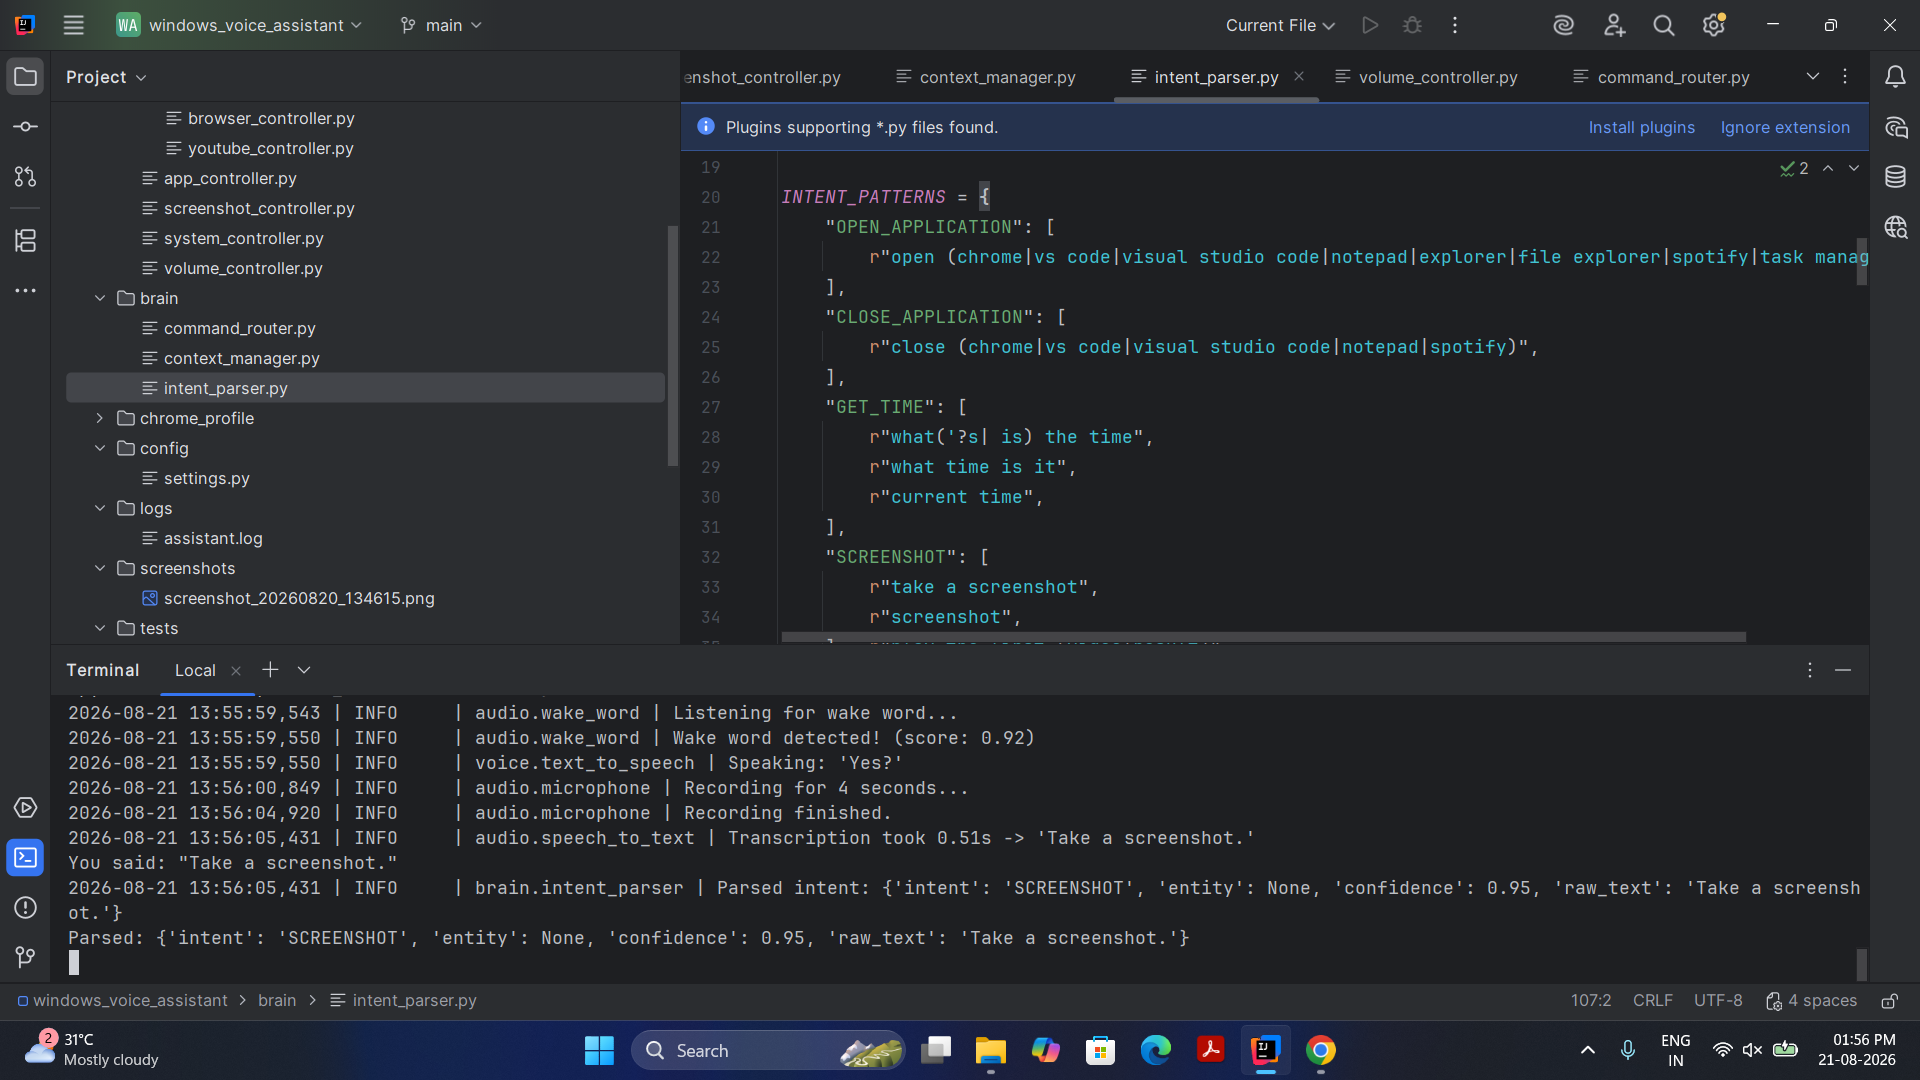 WA windows_voice_assistant main Current File
Project
browser_controller.py
youtube_controller.py
app_controller.py
screenshot_controller.py
system_controller.py
volume_controller.py
brain
command_router.py
context_manager.py
intent_parser.py
chrome_profile
config
settings.py
logs
assistant.log
screenshots
screenshot_20260820_134615.png
tests
enshot_controller.py context_manager.py intent_parser.py volume_controller.py command_router.py
Plugins supporting *.py files found. Install plugins Ignore extension
2
19
20 INTENT_PATTERNS = {
21 "OPEN_APPLICATION": [
22 r"open (chrome|vs code|visual studio code|notepad|explorer|file explorer|spotify|task manag
23 ],
24 "CLOSE_APPLICATION": [
25 r"close (chrome|vs code|visual studio code|notepad|spotify)",
26 ],
27 "GET_TIME": [
28 r"what('?s| is) the time",
29 r"what time is it",
30 r"current time",
31 ],
32 "SCREENSHOT": [
33 r"take a screenshot",
34 r"screenshot",
Terminal Local
2026-08-21 13:55:59,543 | INFO     | audio.wake_word | Listening for wake word...
2026-08-21 13:55:59,550 | INFO     | audio.wake_word | Wake word detected! (score: 0.92)
2026-08-21 13:55:59,550 | INFO     | voice.text_to_speech | Speaking: 'Yes?'
2026-08-21 13:56:00,849 | INFO     | audio.microphone | Recording for 4 seconds...
2026-08-21 13:56:04,920 | INFO     | audio.microphone | Recording finished.
2026-08-21 13:56:05,431 | INFO     | audio.speech_to_text | Transcription took 0.51s -> 'Take a screenshot.'
You said: "Take a screenshot."
2026-08-21 13:56:05,431 | INFO     | brain.intent_parser | Parsed intent: {'intent': 'SCREENSHOT', 'entity': None, 'confidence': 0.95, 'raw_text': 'Take a screensh
ot.'}
Parsed: {'intent': 'SCREENSHOT', 'entity': None, 'confidence': 0.95, 'raw_text': 'Take a screenshot.'}
windows_voice_assistant > brain > intent_parser.py 107:2 CRLF UTF-8 4 spaces
2 31°C
Mostly cloudy
Search
ENG
IN
01:56 PM
21-08-2026